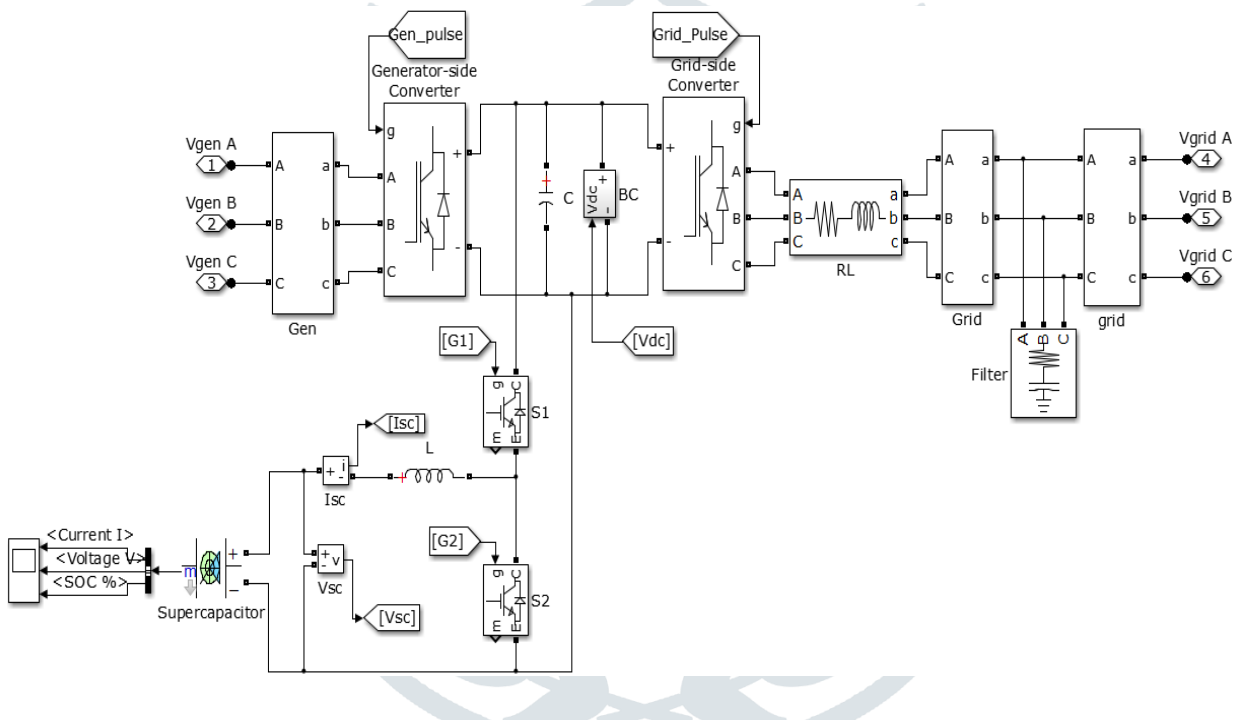 Gen_pulse
Grid_Pulse
Generator-side
Converter
Grid-side
Converter
g
g
Vgen A
1
A
a
A
+
+
A
A
a
A
a
A
a
Vgrid A
4
Vgen B
2
B
b
B
+
C
Vdc
+
-
BC
B
B
b
B
b
B
b
Vgrid B
5
Vgen C
3
C
c
C
-
-
C
C
c
C
c
C
c
Vgrid C
6
Gen
RL
Grid
grid
[G1]
[Vdc]
A
B
C
Filter
g
C
m
E
S1
[Isc]
L
+
i
-
+
Isc
[G2]
<Current I>
<Voltage V>
<SOC %>
m
+
−
Supercapacitor
+
-
v
Vsc
[Vsc]
g
C
m
E
S2